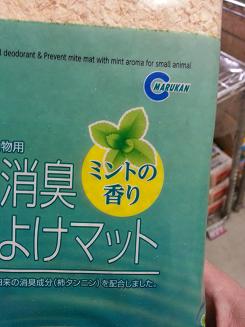 deodorant & Prevent mite mat with mint aroma for small animal
MARUKAN
物用
ミントの
香り
消臭
よけマット
由来の消臭成分(柿タンニン)を配合しました。